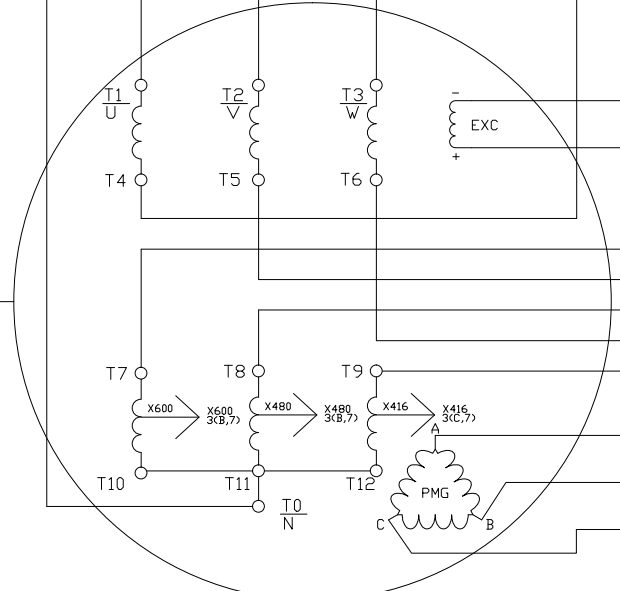 T1
U
T2
V
T3
W
-
EXC
+
T4
T5
T6
T7
T8
T9
X600
X600
3(B,7)
X480
X480
3(B,7)
X416
X416
3(C,7)
A
T10
T11
T12
PMG
T0
N
C
B